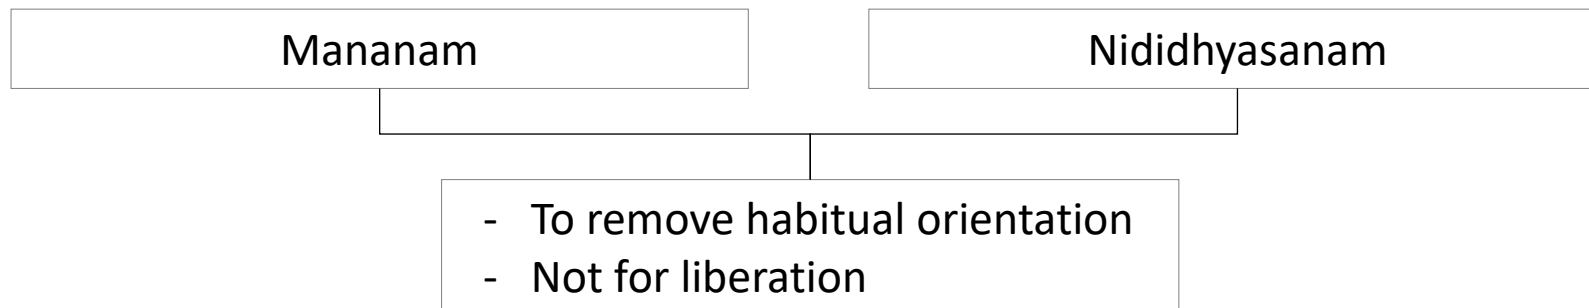 Mananam
Nididhyasanam
- To remove habitual orientation
- Not for liberation